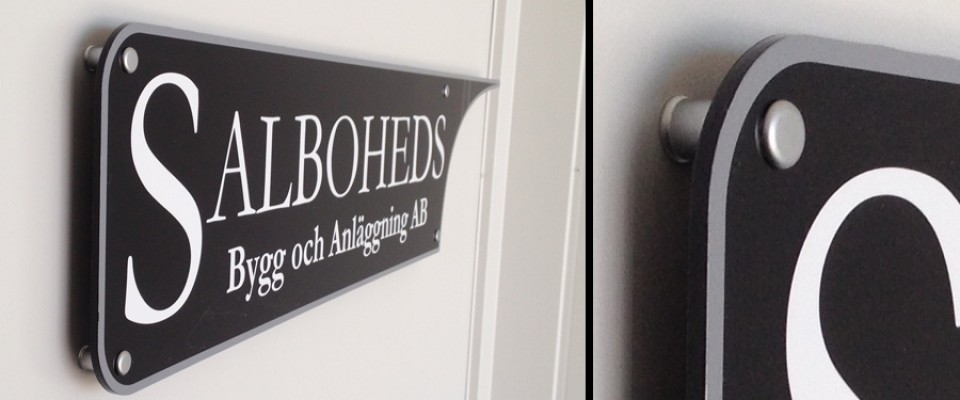 SALBOHEDS
Bygg och Anläggning AB
S